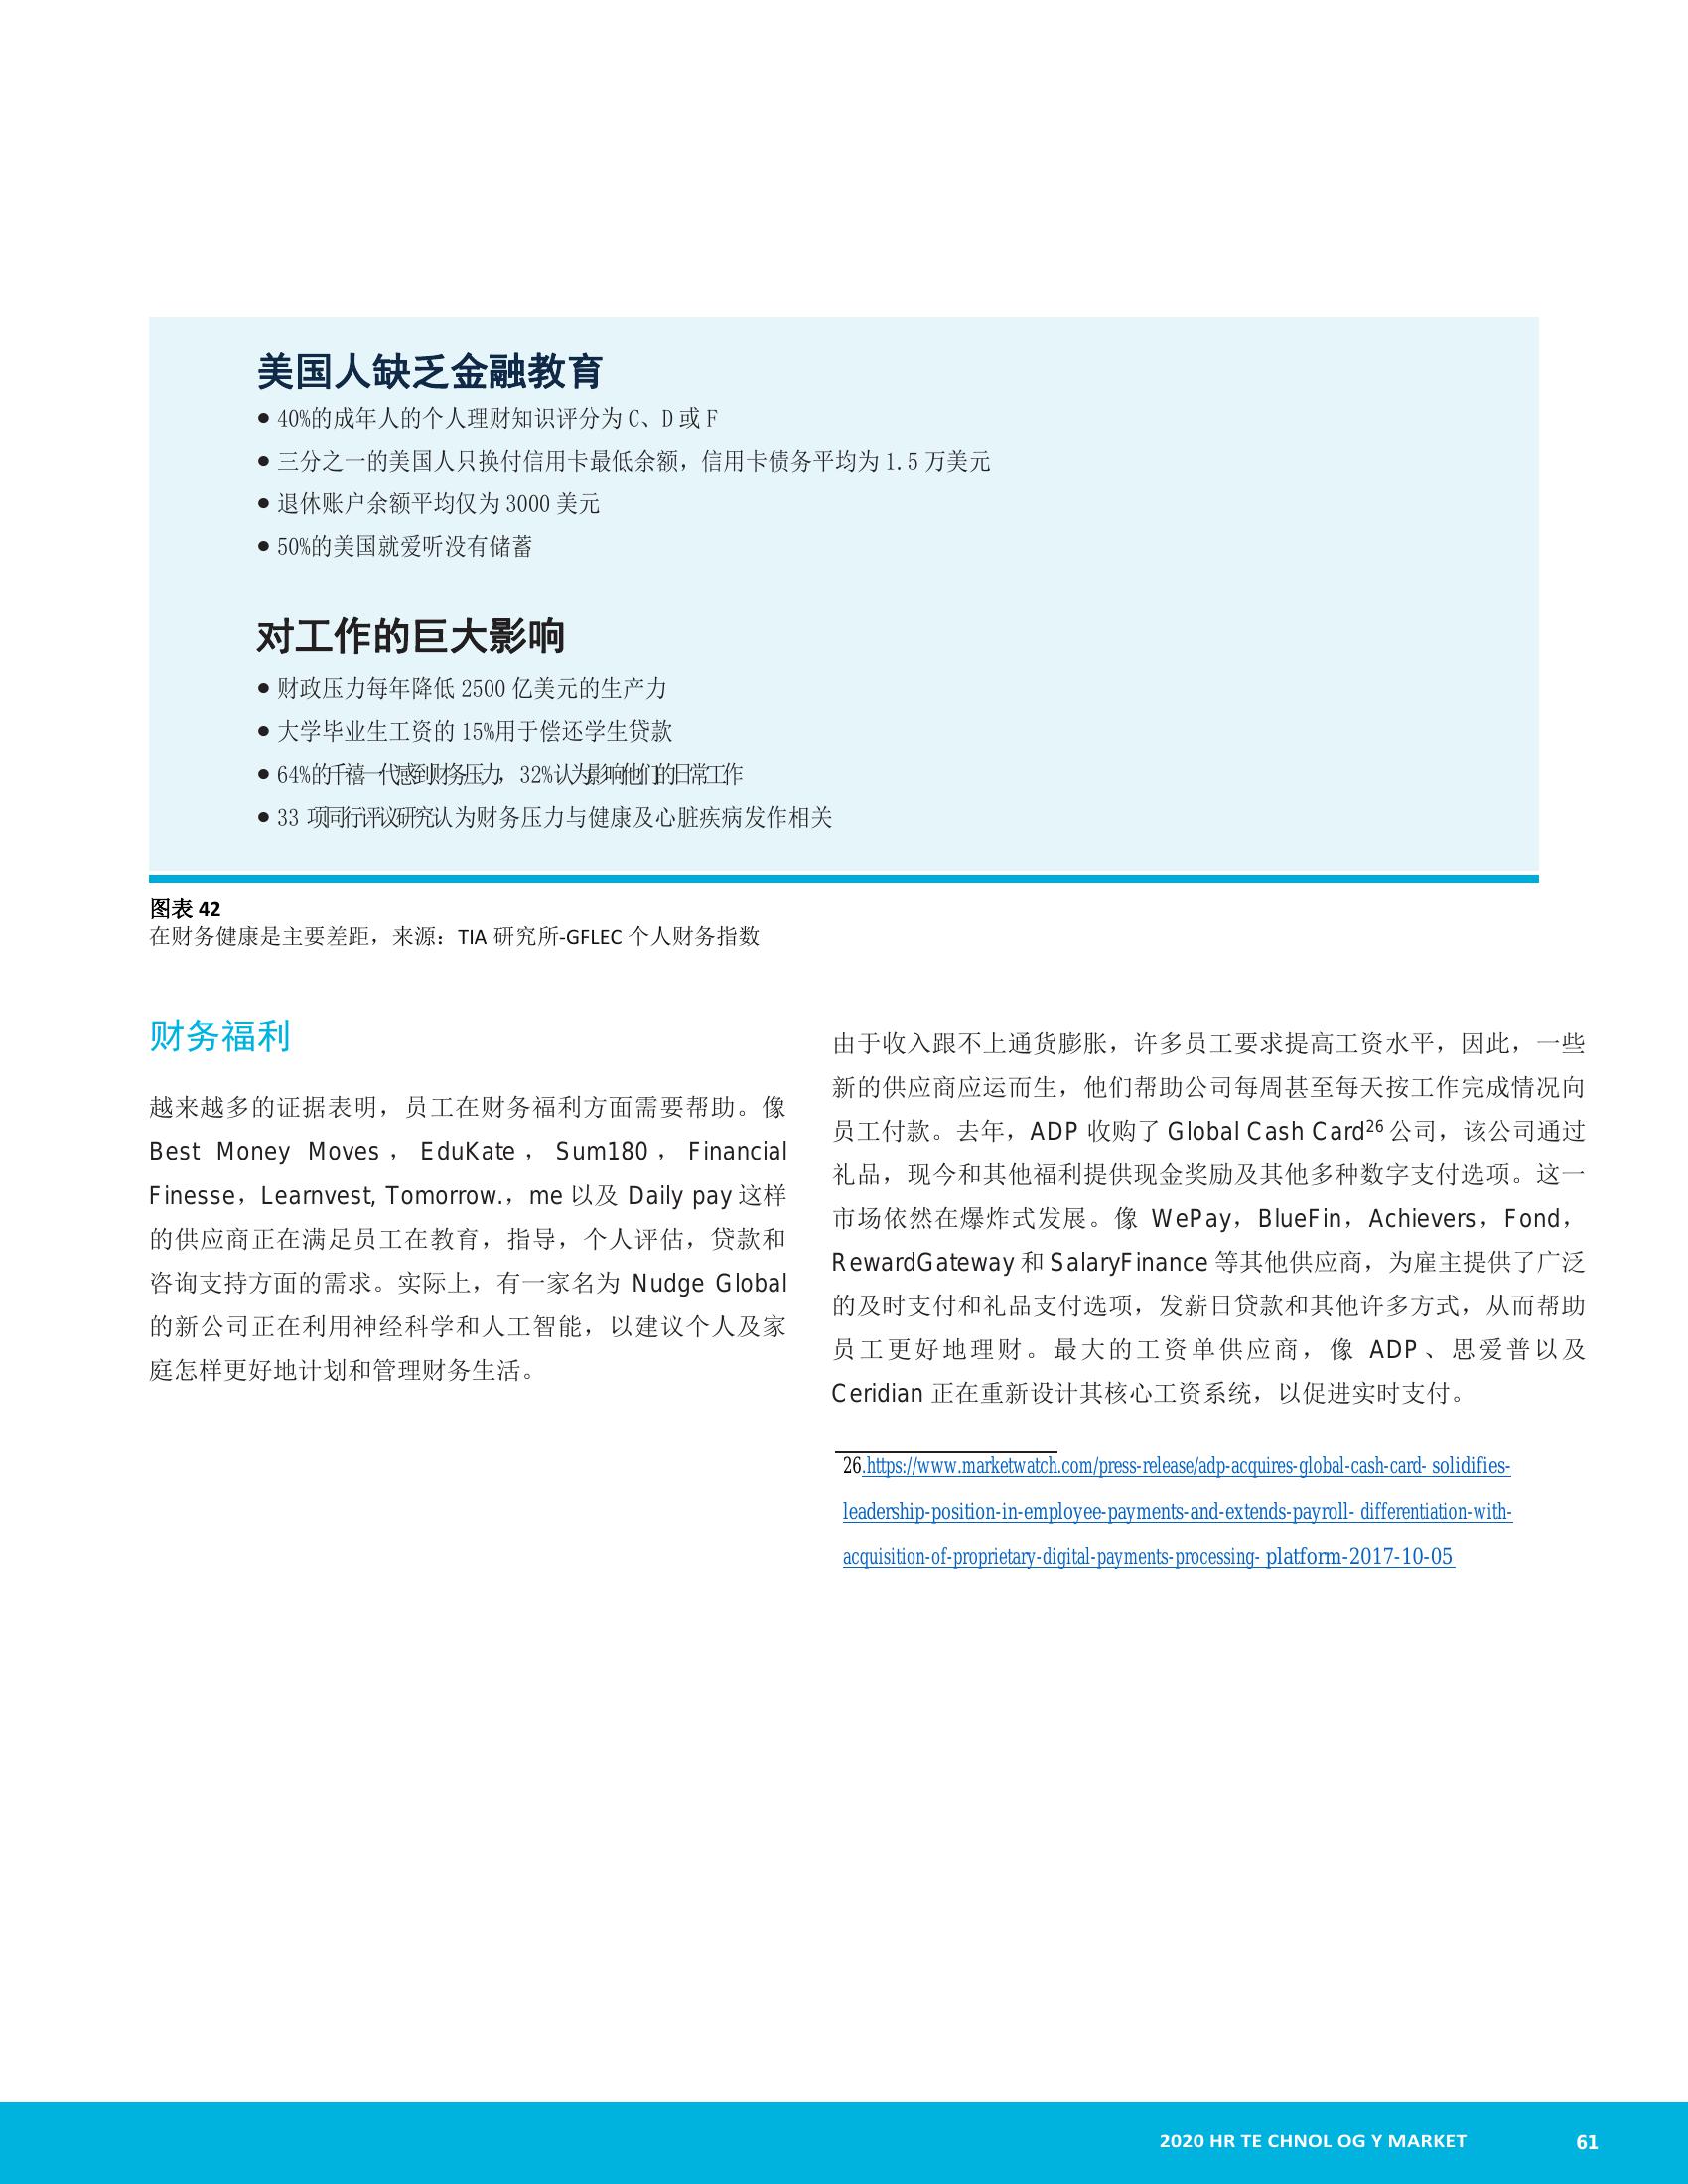 美国人缺乏金融教育
● 40%的成年人的个人理财知识评分为 C、D 或 F
● 三分之一的美国人只换付信用卡最低余额，信用卡债务平均为 1.5 万美元
● 退休账户余额平均仅为 3000 美元
● 50%的美国就爱听没有储蓄
对工作的巨大影响
● 财政压力每年降低 2500 亿美元的生产力
● 大学毕业生工资的 15%用于偿还学生贷款
● 64%的千禧一代感到财务压力，32%认为影响他们的日常工作
● 33 项同行评议研究认为财务压力与健康及心脏疾病发作相关
图表 42
在财务健康是主要差距，来源：TIA 研究所-GFLEC 个人财务指数
财务福利
越来越多的证据表明，员工在财务福利方面需要帮助。像
Best Money Moves，EduKate，Sum180，Financial
Finesse，Learnvest, Tomorrow.，me 以及 Daily pay 这样
的供应商正在满足员工在教育，指导，个人评估，贷款和
咨询支持方面的需求。实际上，有一家名为 Nudge Global
的新公司正在利用神经科学和人工智能，以建议个人及家
庭怎样更好地计划和管理财务生活。
由于收入跟不上通货膨胀，许多员工要求提高工资水平，因此，一些
新的供应商应运而生，他们帮助公司每周甚至每天按工作完成情况向
员工付款。去年，ADP 收购了 Global Cash Card26 公司，该公司通过
礼品，现今和其他福利提供现金奖励及其他多种数字支付选项。这一
市场依然在爆炸式发展。像 WePay，BlueFin，Achievers，Fond，
RewardGateway 和 SalaryFinance 等其他供应商，为雇主提供了广泛
的及时支付和礼品支付选项，发薪日贷款和其他许多方式，从而帮助
员工更好地理财。最大的工资单供应商，像 ADP、思爱普以及
Ceridian 正在重新设计其核心工资系统，以促进实时支付。
26.https://www.marketwatch.com/press-release/adp-acquires-global-cash-card- solidifies-
leadership-position-in-employee-payments-and-extends-payroll- differentiation-with-
acquisition-of-proprietary-digital-payments-processing- platform-2017-10-05
2020 HR TE CHNOL OG Y MARKET 61